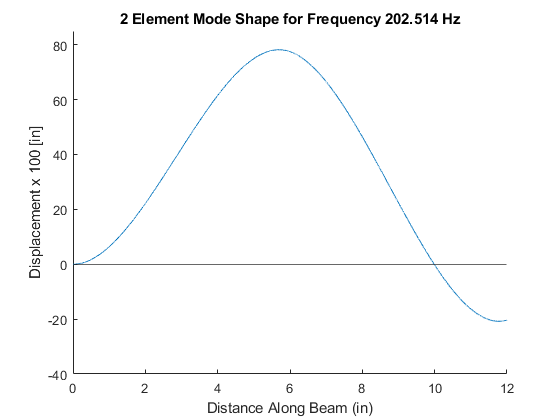 2 Element Mode Shape for Frequency 202.514 Hz
80
60
40
20
0
-20
-40
Displacement x 100 [in]
0 2 4 6 8 10 12
Distance Along Beam (in)